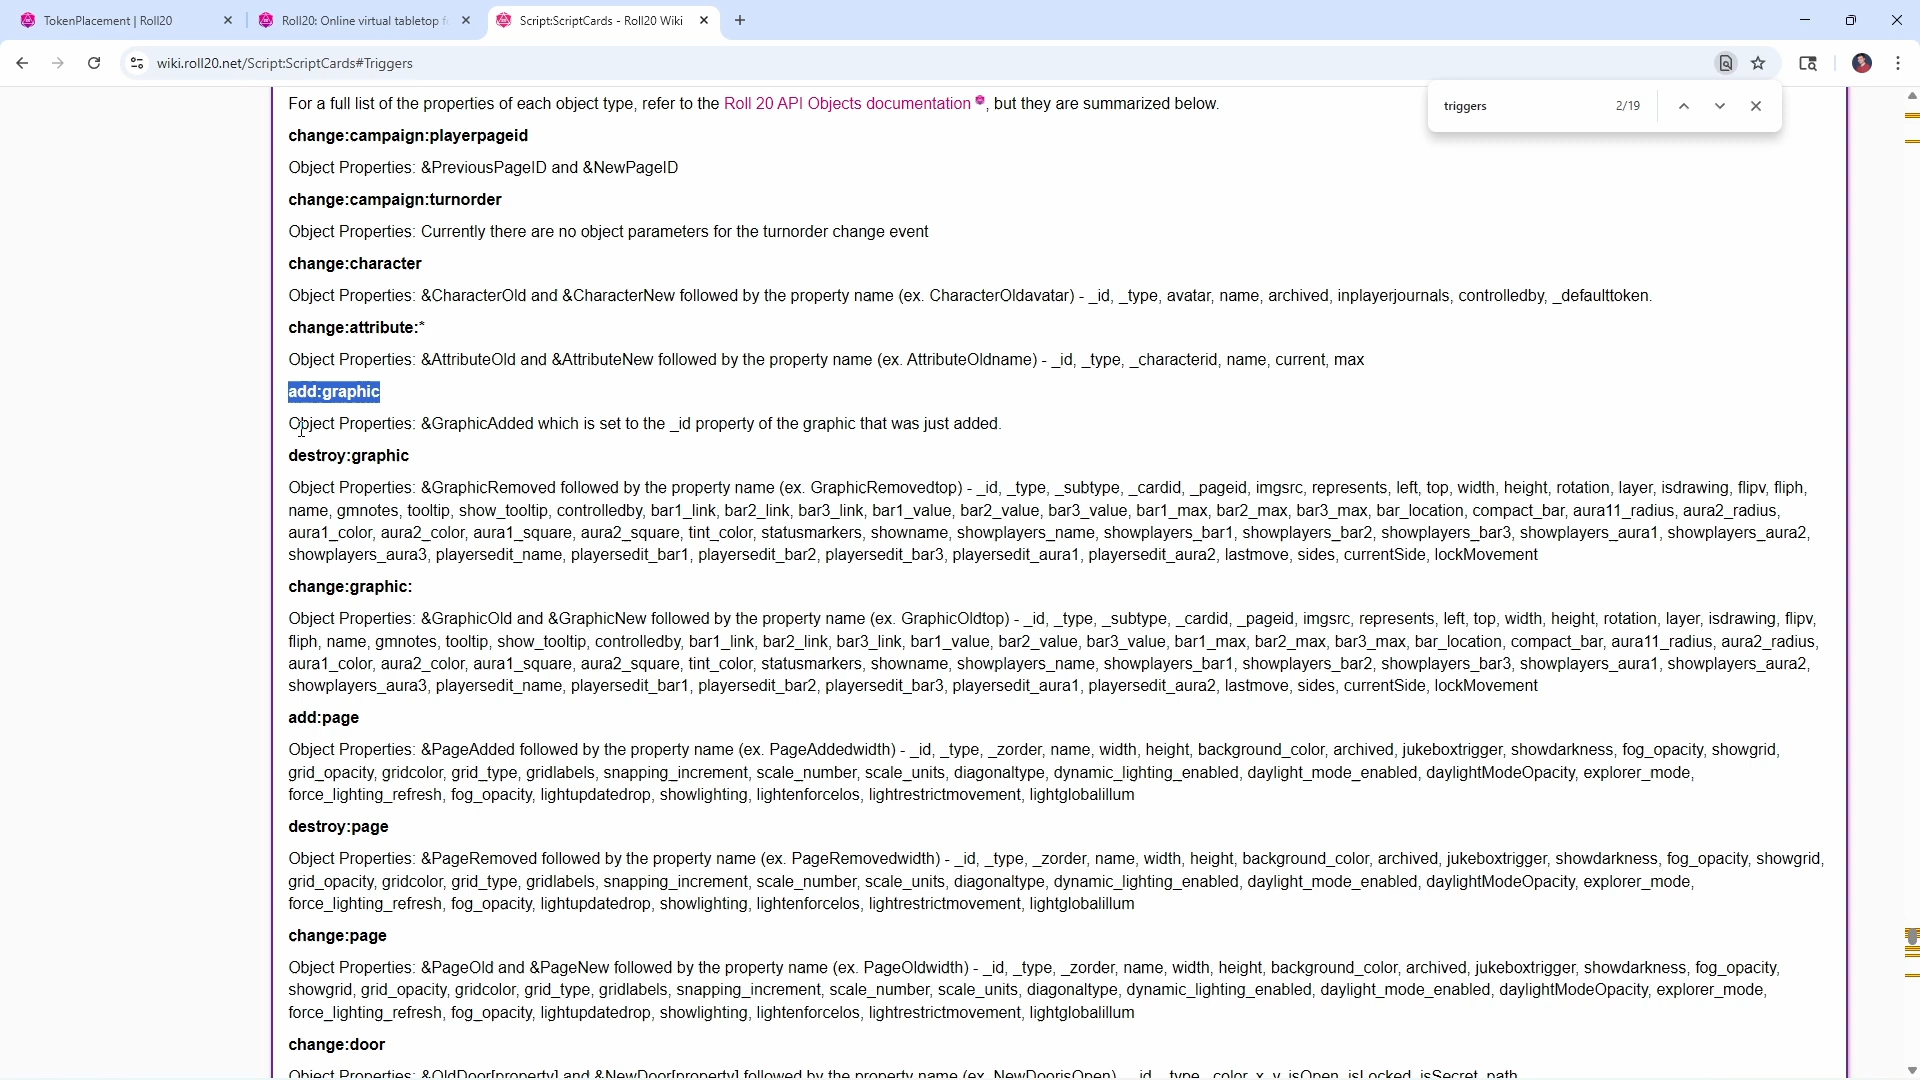 TokenPlacement | Roll20
Roll20: Online virtual tabletop f
Script:ScriptCards - Roll20 Wiki
wiki.roll20.net/Script:ScriptCards#Triggers
triggers
2/19
For a full list of the properties of each object type, refer to the Roll 20 API Objects documentation , but they are summarized below.
change:campaign:playerpageid
Object Properties: &PreviousPageID and &NewPageID
change:campaign:turnorder
Object Properties: Currently there are no object parameters for the turnorder change event
change:character
Object Properties: &CharacterOld and &CharacterNew followed by the property name (ex. CharacterOldavatar) - _id, _type, avatar, name, archived, inplayerjournals, controlledby, _defaulttoken.
change:attribute:*
Object Properties: &AttributeOld and &AttributeNew followed by the property name (ex. AttributeOldname) - _id, _type, _characterid, name, current, max
add:graphic
Object Properties: &GraphicAdded which is set to the _id property of the graphic that was just added.
destroy:graphic
Object Properties: &GraphicRemoved followed by the property name (ex. GraphicRemovedtop) - _id, _type, _subtype, _cardid, _pageid, imgsrc, represents, left, top, width, height, rotation, layer, isdrawing, flipv, fliph,
name, gmnotes, tooltip, show_tooltip, controlledby, bar1_link, bar2_link, bar3_link, bar1_value, bar2_value, bar3_value, bar1_max, bar2_max, bar3_max, bar_location, compact_bar, aura11_radius, aura2_radius,
aura1_color, aura2_color, aura1_square, aura2_square, tint_color, statusmarkers, showname, showplayers_name, showplayers_bar1, showplayers_bar2, showplayers_bar3, showplayers_aura1, showplayers_aura2,
showplayers_aura3, playersedit_name, playersedit_bar1, playersedit_bar2, playersedit_bar3, playersedit_aura1, playersedit_aura2, lastmove, sides, currentSide, lockMovement
change:graphic:
Object Properties: &GraphicOld and &GraphicNew followed by the property name (ex. GraphicOldtop) - _id, _type, _subtype, _cardid, _pageid, imgsrc, represents, left, top, width, height, rotation, layer, isdrawing, flipv,
fliph, name, gmnotes, tooltip, show_tooltip, controlledby, bar1_link, bar2_link, bar3_link, bar1_value, bar2_value, bar3_value, bar1_max, bar2_max, bar3_max, bar_location, compact_bar, aura11_radius, aura2_radius,
aura1_color, aura2_color, aura1_square, aura2_square, tint_color, statusmarkers, showname, showplayers_name, showplayers_bar1, showplayers_bar2, showplayers_bar3, showplayers_aura1, showplayers_aura2,
showplayers_aura3, playersedit_name, playersedit_bar1, playersedit_bar2, playersedit_bar3, playersedit_aura1, playersedit_aura2, lastmove, sides, currentSide, lockMovement
add:page
Object Properties: &PageAdded followed by the property name (ex. PageAddedwidth) - _id, _type, _zorder, name, width, height, background_color, archived, jukeboxtrigger, showdarkness, fog_opacity, showgrid,
grid_opacity, gridcolor, grid_type, gridlabels, snapping_increment, scale_number, scale_units, diagonaltype, dynamic_lighting_enabled, daylight_mode_enabled, daylightModeOpacity, explorer_mode,
force_lighting_refresh, fog_opacity, lightupdatedrop, showlighting, lightenforcelos, lightrestrictmovement, lightglobalillum
destroy:page
Object Properties: &PageRemoved followed by the property name (ex. PageRemovedwidth) - _id, _type, _zorder, name, width, height, background_color, archived, jukeboxtrigger, showdarkness, fog_opacity, showgrid,
grid_opacity, gridcolor, grid_type, gridlabels, snapping_increment, scale_number, scale_units, diagonaltype, dynamic_lighting_enabled, daylight_mode_enabled, daylightModeOpacity, explorer_mode,
force_lighting_refresh, fog_opacity, lightupdatedrop, showlighting, lightenforcelos, lightrestrictmovement, lightglobalillum
change:page
Object Properties: &PageOld and &PageNew followed by the property name (ex. PageOldwidth) - _id, _type, _zorder, name, width, height, background_color, archived, jukeboxtrigger, showdarkness, fog_opacity,
showgrid, grid_opacity, gridcolor, grid_type, gridlabels, snapping_increment, scale_number, scale_units, diagonaltype, dynamic_lighting_enabled, daylight_mode_enabled, daylightModeOpacity, explorer_mode,
force_lighting_refresh, fog_opacity, lightupdatedrop, showlighting, lightenforcelos, lightrestrictmovement, lightglobalillum
change:door
Object Properties: &OldDoor[property] and &NewDoor[property] followed by the property name (ex. NewDoorisOpen) - _id, _type, _color, x, y, isOpen, isLocked, isSecret, path